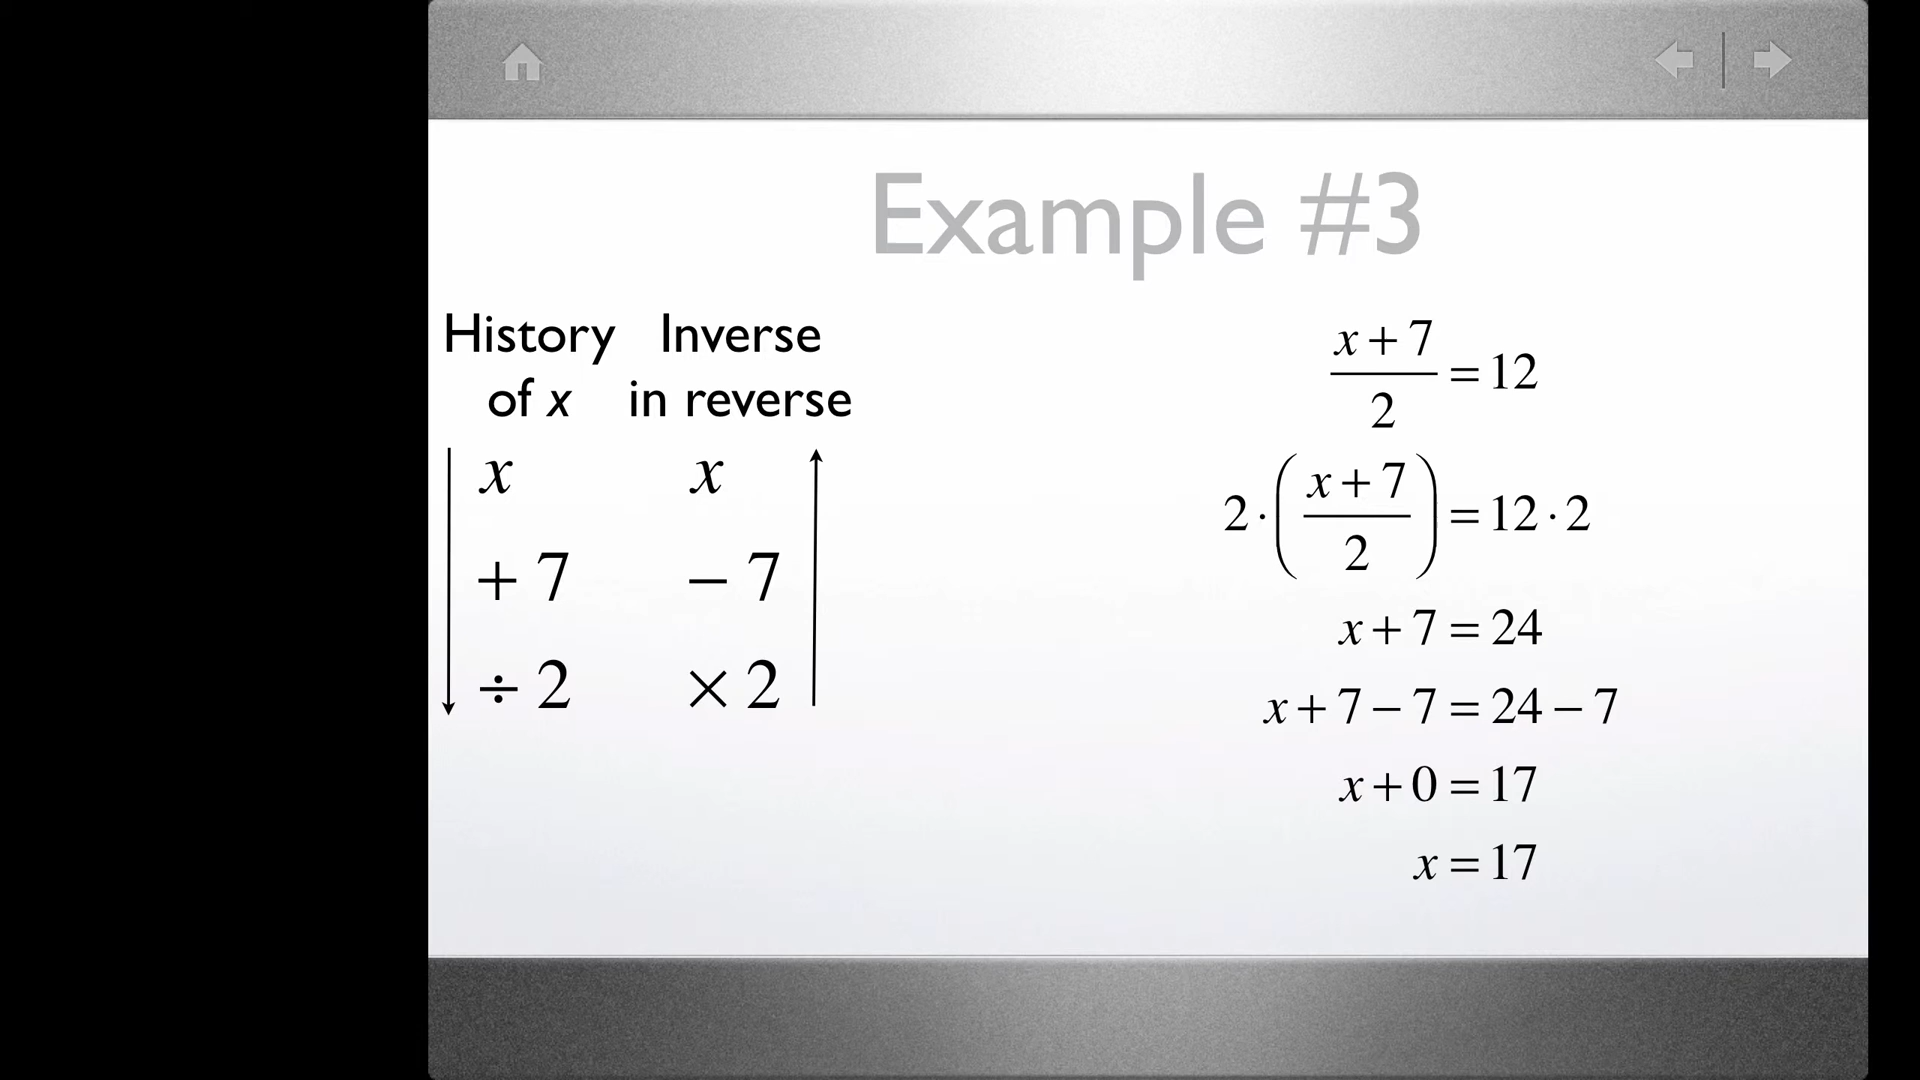 Example #3
History Inverse
of x in reverse
x x
+ 7 − 7
÷ 2 × 2
(x + 7)/2 = 12
2 · ((x + 7)/2) = 12 · 2
x + 7 = 24
x + 7 − 7 = 24 − 7
x + 0 = 17
x = 17